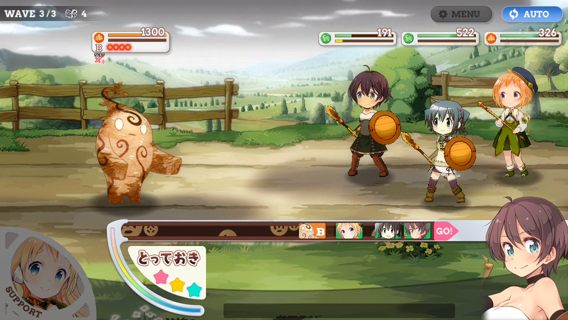 WAVE 3/3 4
MENU
AUTO
1300
B
191
522
326
B
GO!
とっておき
SUPPORT